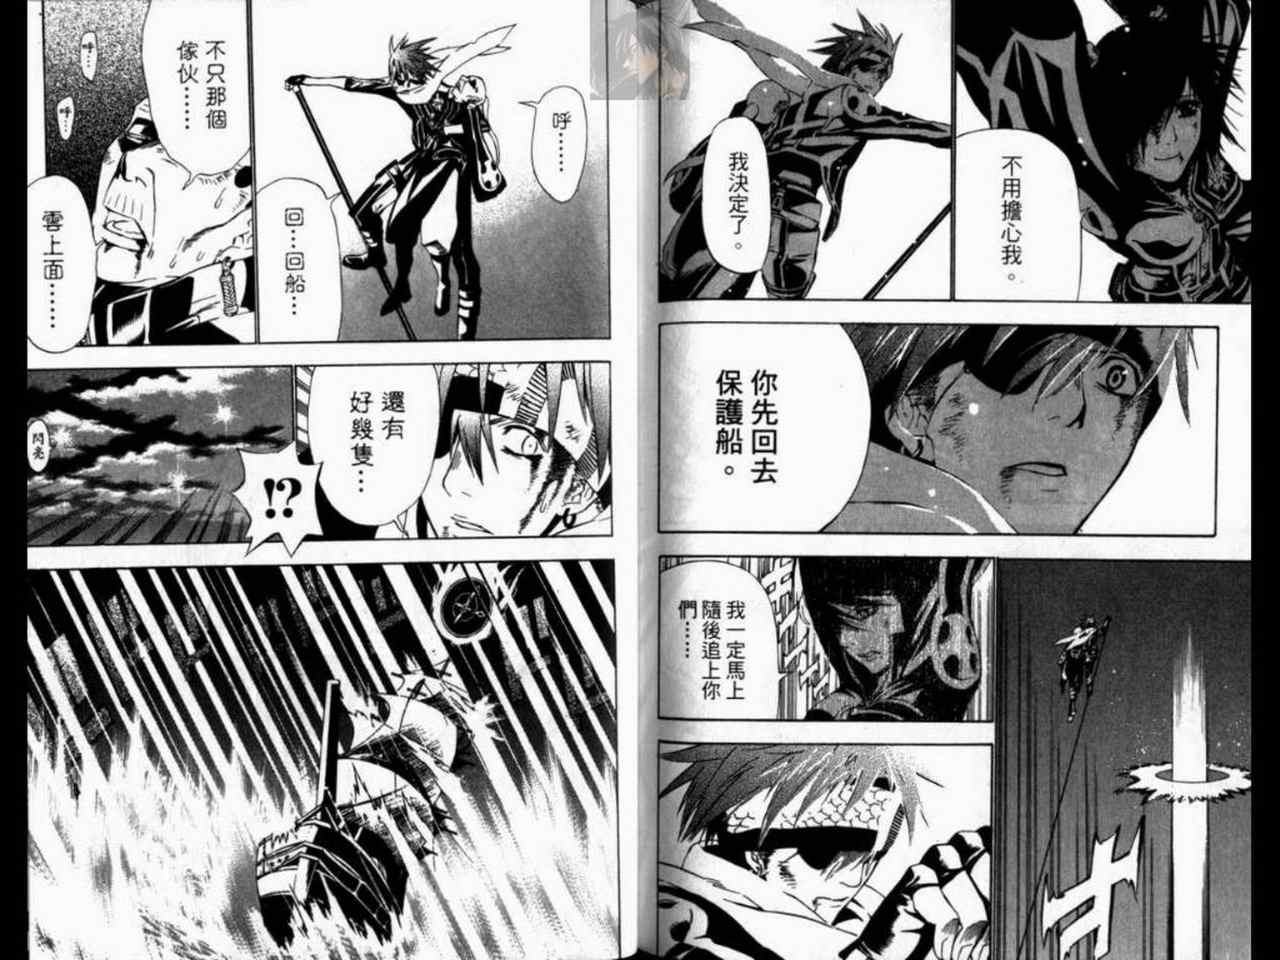 不用擔心我。
我決定了。
你先回去
保護船。
我一定馬上
隨後追上你
們……
呼……
回…回船…
不只那個
傢伙……
呼…
呼…
雲上面……
還有
好幾隻…
!?
閃亮